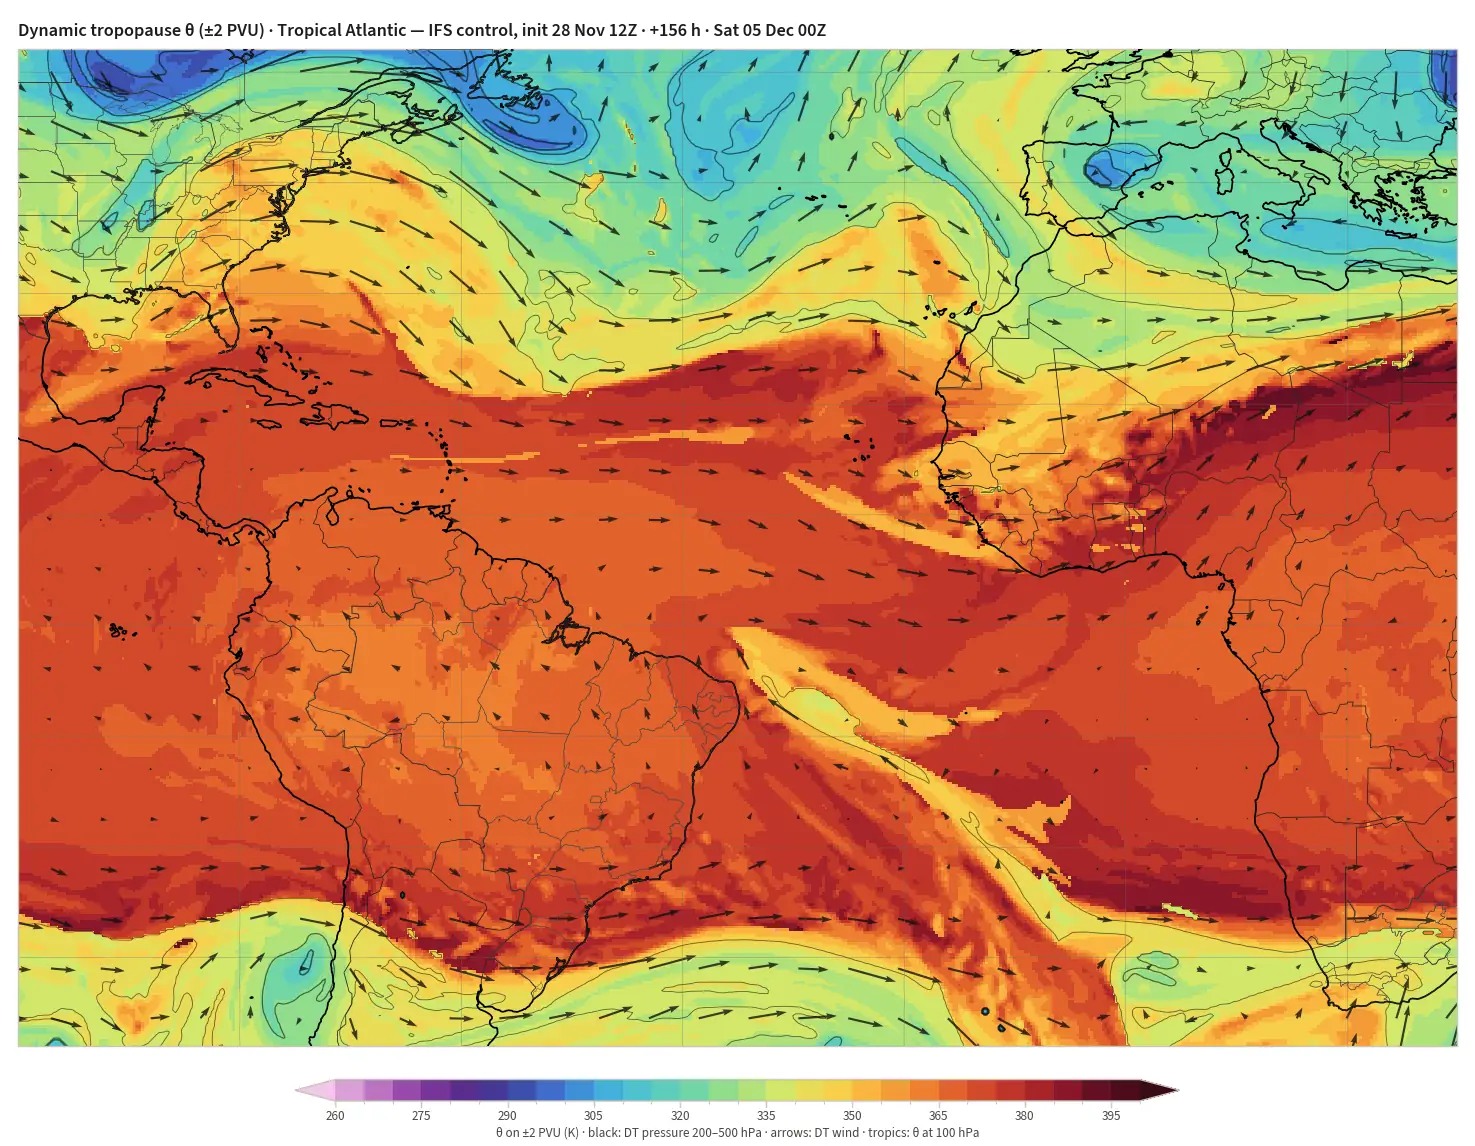 Dynamic tropopause θ (±2 PVU) · Tropical Atlantic — IFS control, init 28 Nov 12Z · +156 h · Sat 05 Dec 00Z
260 275 290 305 320 335 350 365 380 395
θ on ±2 PVU (K) · black: DT pressure 200–500 hPa · arrows: DT wind · tropics: θ at 100 hPa